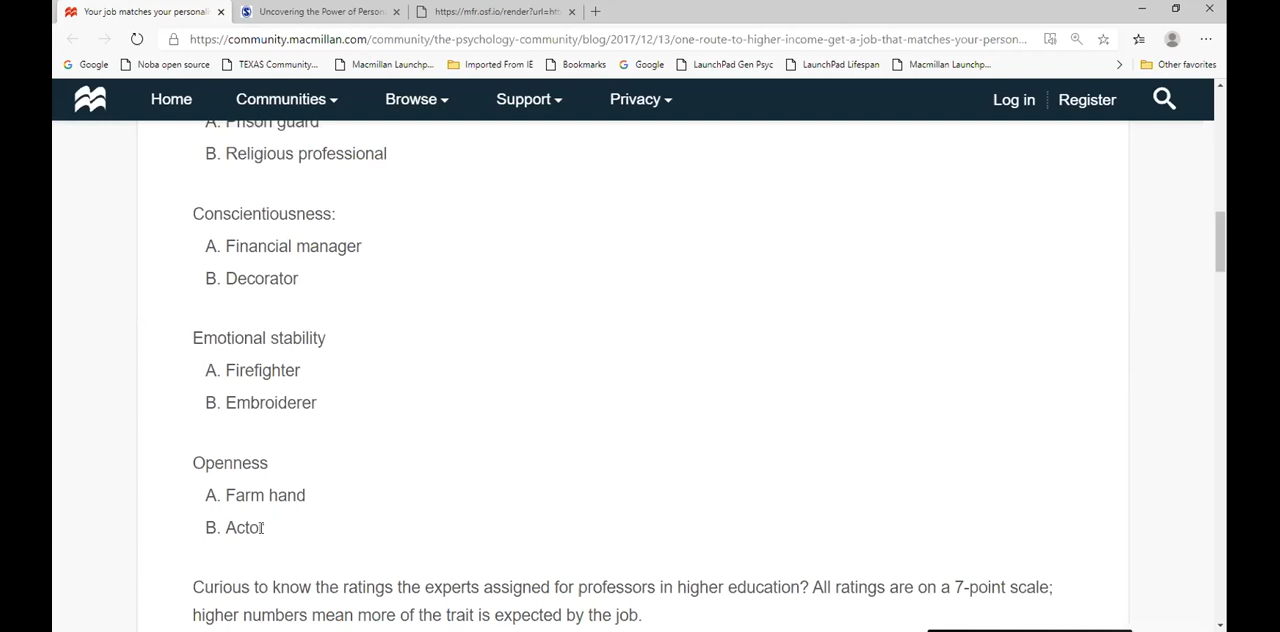 Your job matches your personali
Uncovering the Power of Person
https://mfr.osf.io/render?url=htt
https://community.macmillan.com/community/the-psychology-community/blog/2017/12/13/one-route-to-higher-income-get-a-job-that-matches-your-person...
Google
Noba open source
TEXAS Community...
Macmillan Launchp...
Imported From IE
Bookmarks
Google
LaunchPad Gen Psyc
LaunchPad Lifespan
Macmillan Launchp...
Other favorites
Home
Communities
Browse
Support
Privacy
Log in
Register
A. Prison guard
B. Religious professional
Conscientiousness:
A. Financial manager
B. Decorator
Emotional stability
A. Firefighter
B. Embroiderer
Openness
A. Farm hand
B. Actor
Curious to know the ratings the experts assigned for professors in higher education? All ratings are on a 7-point scale;
higher numbers mean more of the trait is expected by the job.